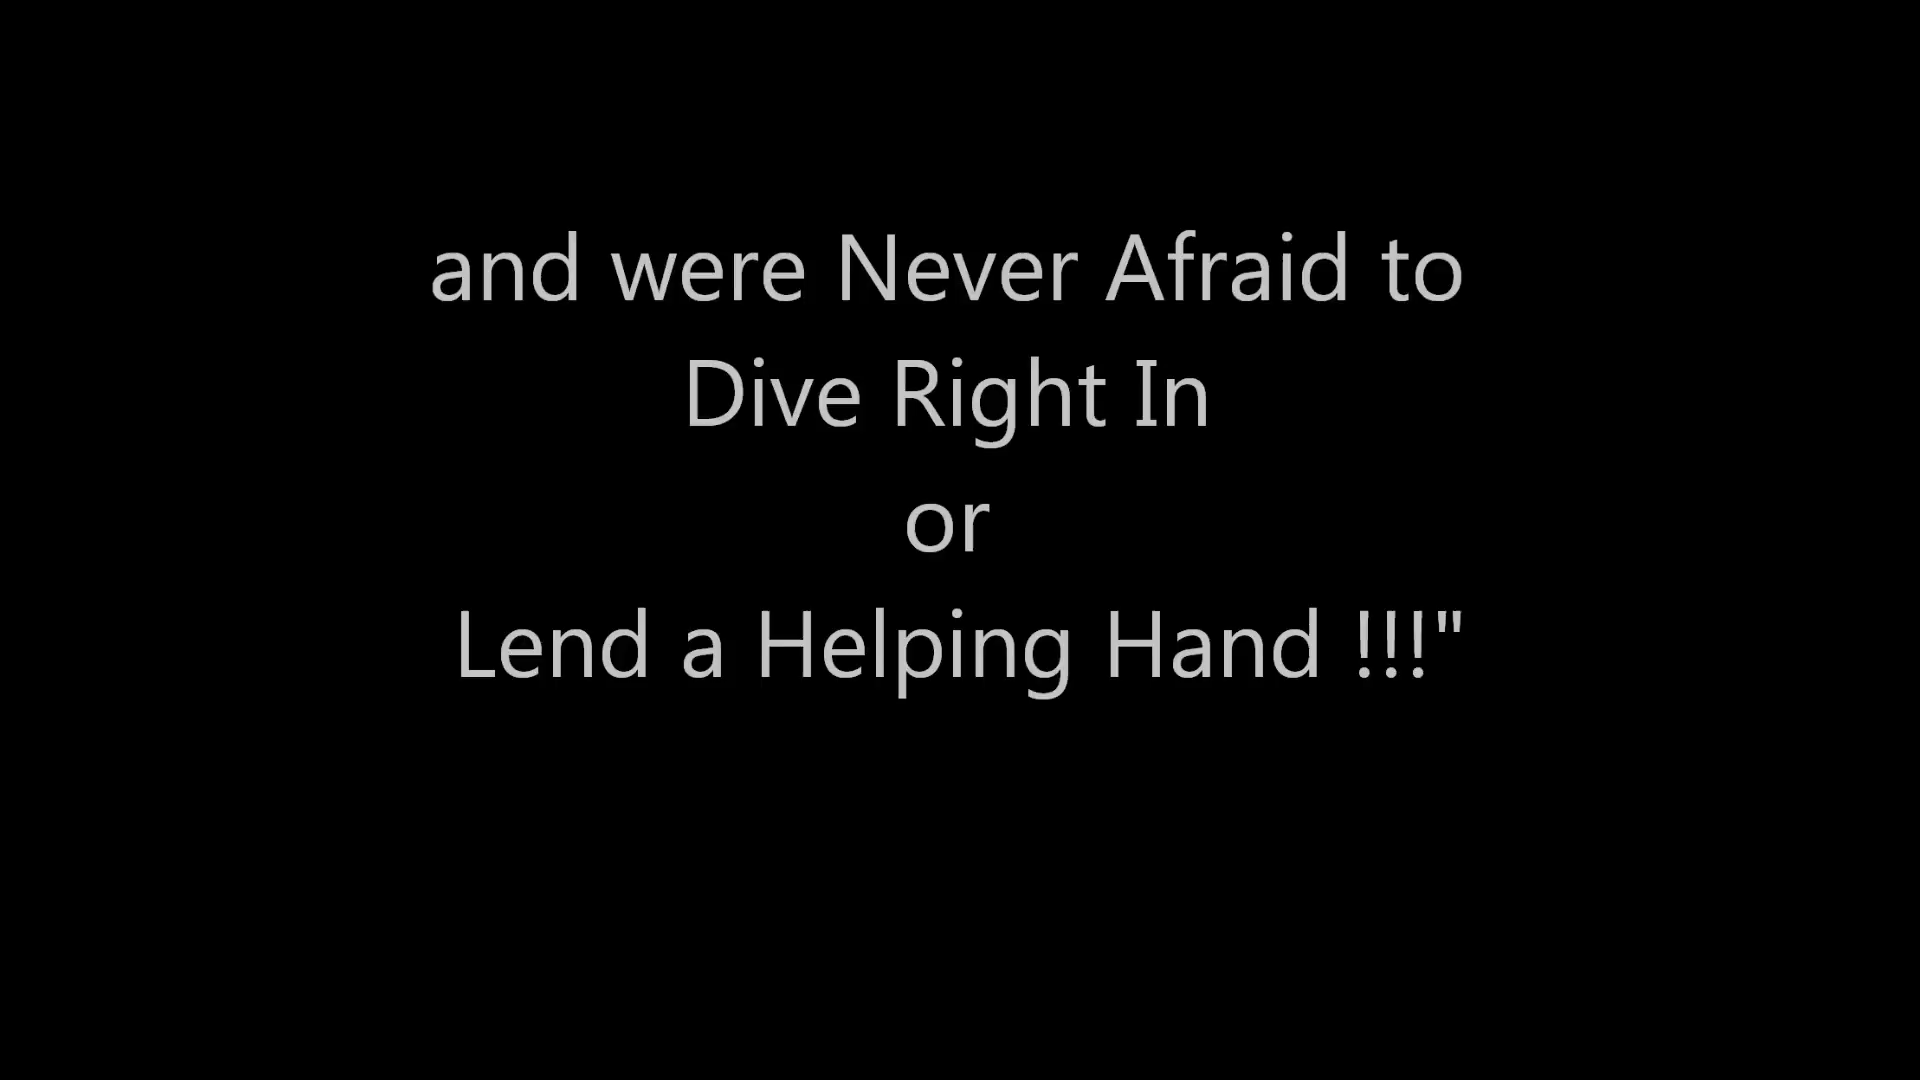 and were Never Afraid to
Dive Right In
or
Lend a Helping Hand !!!"